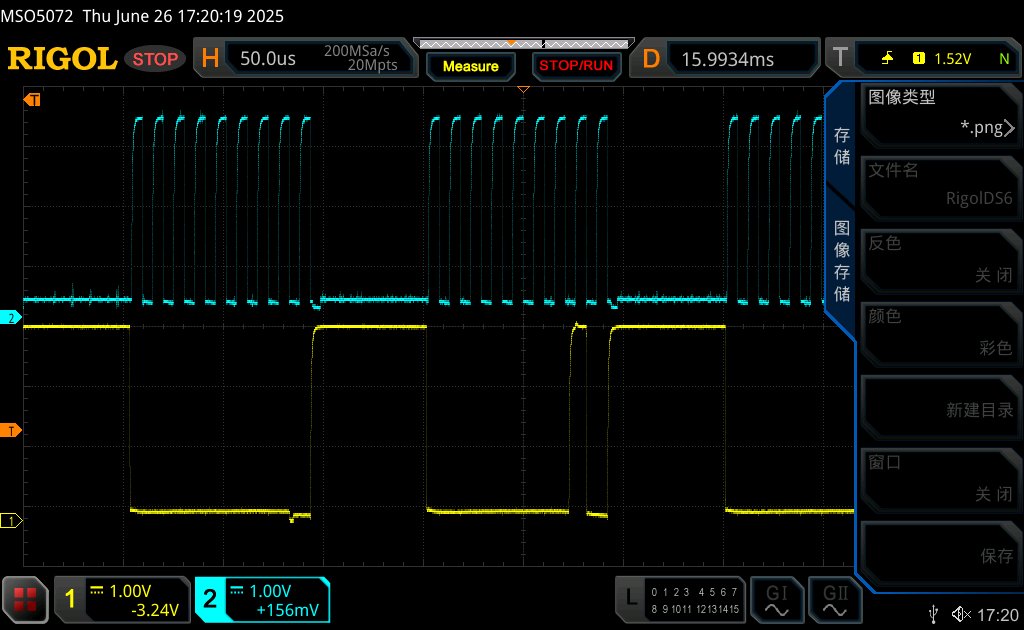 MSO5072 Thu June 26 17:20:19 2025
RIGOL STOP H 50.0us 200MSa/s 20Mpts Measure STOP/RUN D 15.9934ms T 1 1.52V N
T
存储
图像存储
图像类型
*.png
文件名
RigolDS6
反色
关闭
颜色
彩色
新建目录
窗口
关闭
保存
2
T
1
1 1.00V
-3.24V
2 1.00V
+156mV
L 0 1 2 3 4 5 6 7
8 9 10 11 12 13 14 15
GI
GII
17:20